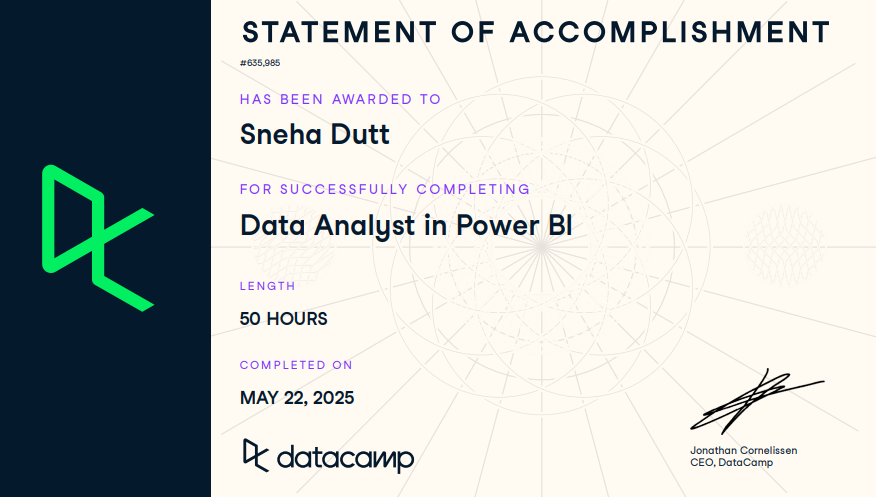 STATEMENT OF ACCOMPLISHMENT
#635,985
HAS BEEN AWARDED TO
Sneha Dutt
FOR SUCCESSFULLY COMPLETING
Data Analyst in Power BI
LENGTH
50 HOURS
COMPLETED ON
MAY 22, 2025
datacamp
Jonathan Cornelissen
CEO, DataCamp